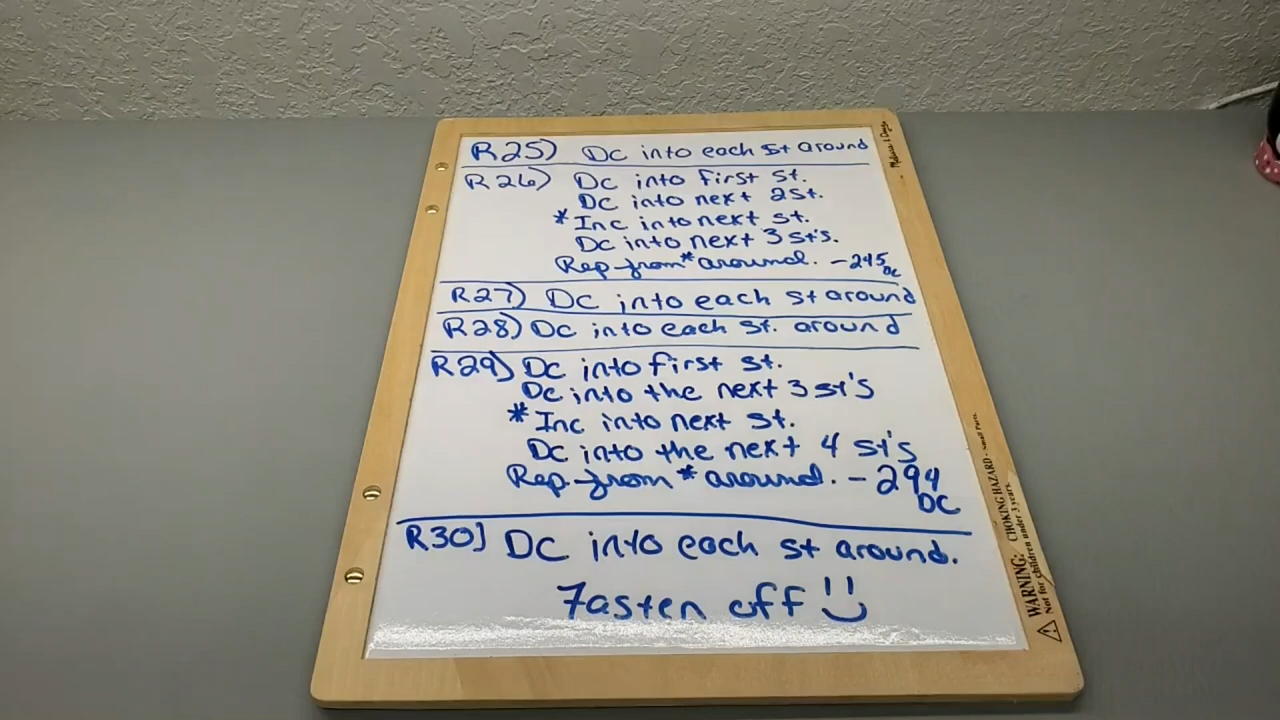 R25) Dc into each st around
R26) Dc into first st.
Dc into next 2st.
* Inc into next st.
Dc into next 3 st's.
Rep from * around. - 245 DC
R27) Dc into each st around
R28) Dc into each st. around
R29) Dc into first st.
Dc into the next 3 st's
* Inc into next st.
Dc into the next 4 st's
Rep. from * around. - 294 DC
R30) DC into each st around.
Fasten off
Melissa & Doug
WARNING: CHOKING HAZARD - Small Parts.
Not for children under 3 years.